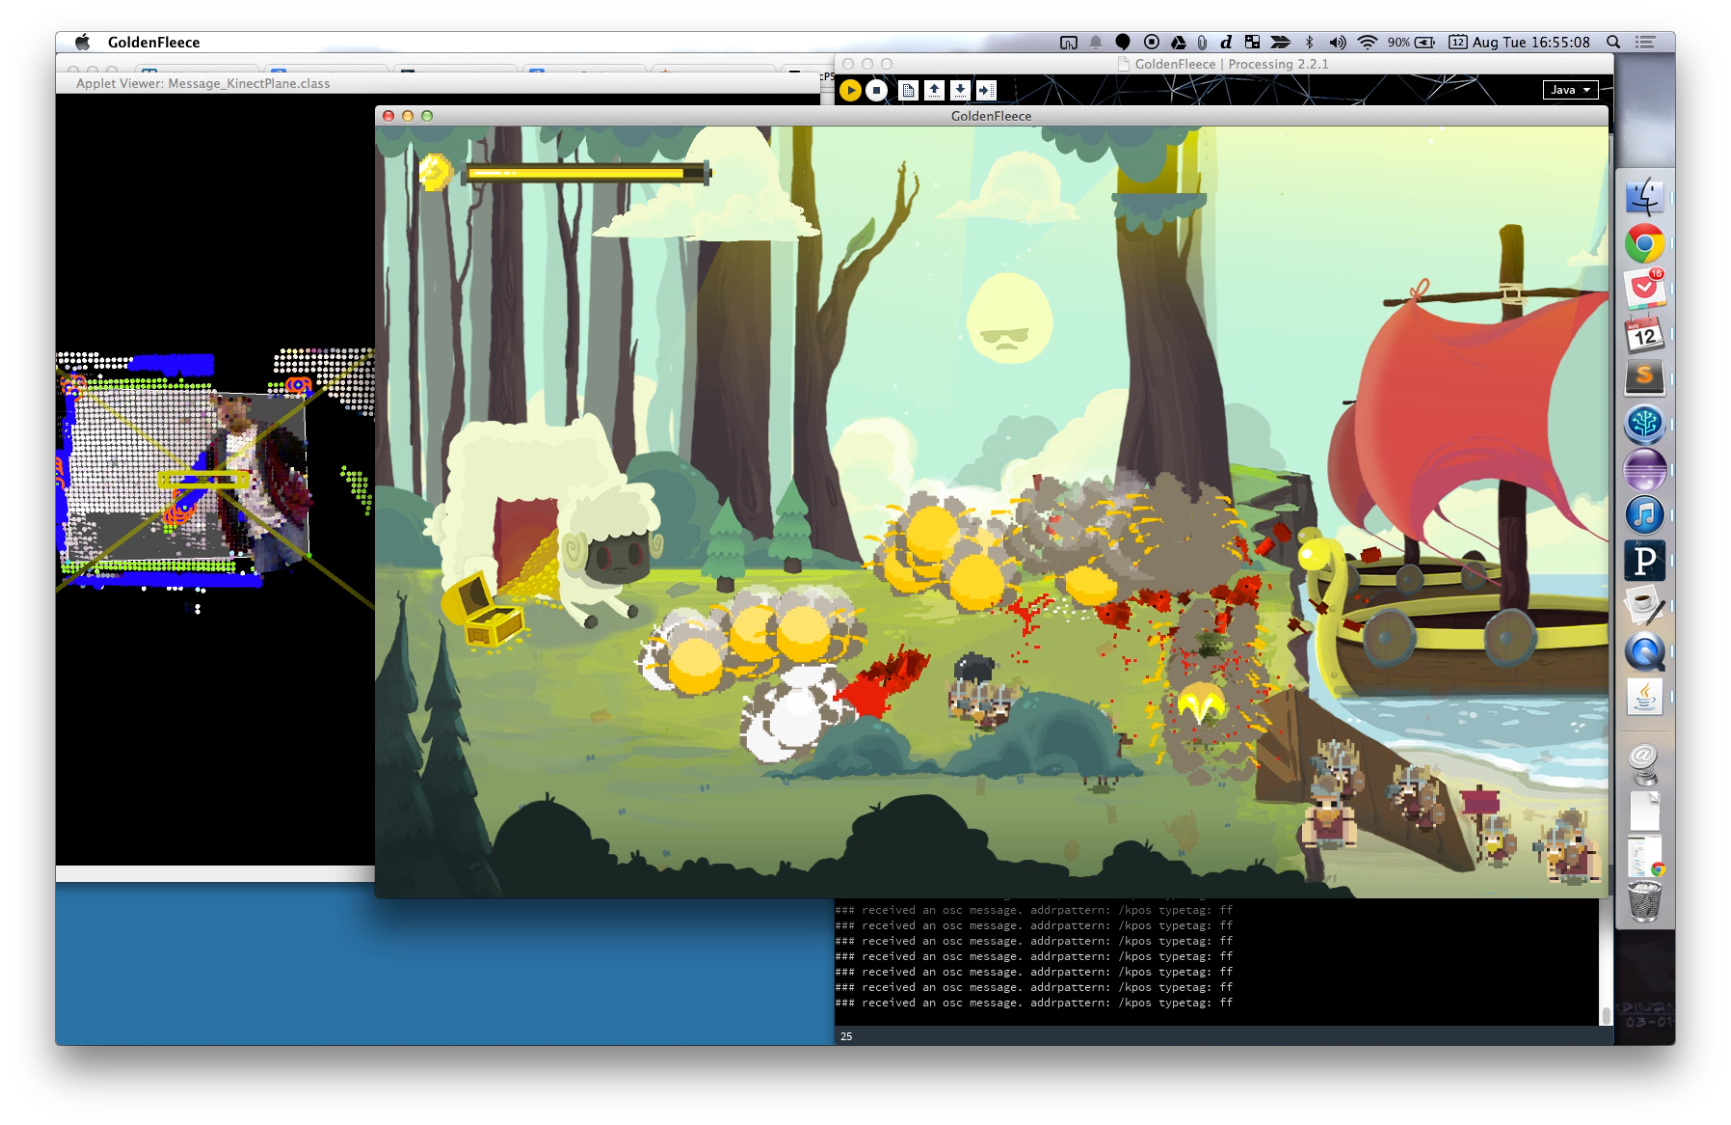 GoldenFleece
90%
12
Aug Tue 16:55:08
Applet Viewer: Message_KinectPlane.class
GoldenFleece | Processing 2.2.1
Java
GoldenFleece
16
12
S
P
@
### received an osc message. addrpattern: /kpos typetag: ff
### received an osc message. addrpattern: /kpos typetag: ff
### received an osc message. addrpattern: /kpos typetag: ff
### received an osc message. addrpattern: /kpos typetag: ff
### received an osc message. addrpattern: /kpos typetag: ff
### received an osc message. addrpattern: /kpos typetag: ff
### received an osc message. addrpattern: /kpos typetag: ff
25